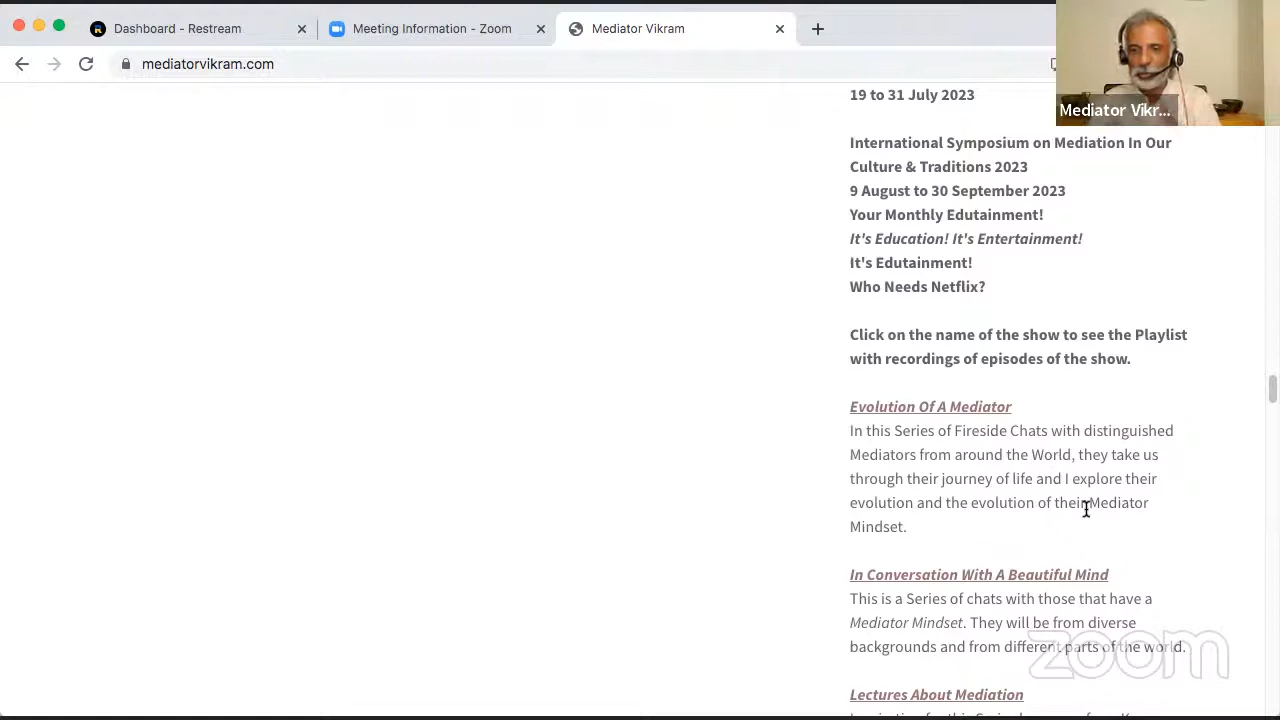 Dashboard - Restream
Meeting Information - Zoom
Mediator Vikram
mediatorvikram.com
Mediator Vikr...
19 to 31 July 2023
International Symposium on Mediation In Our
Culture & Traditions 2023
9 August to 30 September 2023
Your Monthly Edutainment!
It's Education! It's Entertainment!
It's Edutainment!
Who Needs Netflix?
Click on the name of the show to see the Playlist
with recordings of episodes of the show.
Evolution Of A Mediator
In this Series of Fireside Chats with distinguished
Mediators from around the World, they take us
through their journey of life and I explore their
evolution and the evolution of their Mediator
Mindset.
In Conversation With A Beautiful Mind
This is a Series of chats with those that have a
Mediator Mindset. They will be from diverse
backgrounds and from different parts of the world.
zoom
Lectures About Mediation